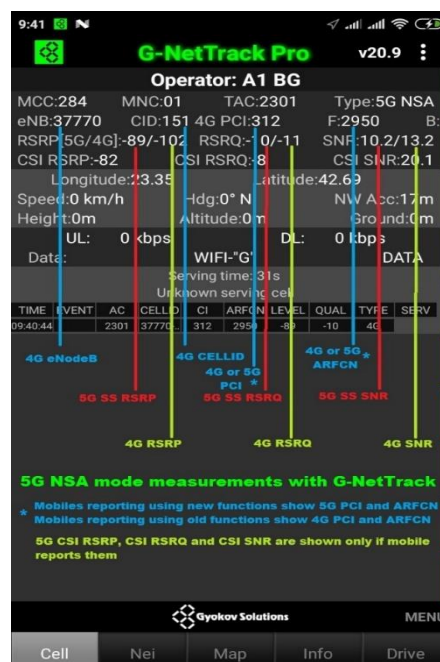 9:41
G-NetTrack Pro v20.9
Operator: A1 BG
MCC:284 MNC:01 TAC:2301 Type:5G NSA
eNB:37770 CID:151 4G PCI:312 F:2950 B:
RSRP[5G/4G]:-89/-102 RSRQ:-10/-11 SNR:10.2/13.2
CSI RSRP:-82 CSI RSRQ:-8 CSI SNR:20.1
Longitude:23.35 Latitude:42.69
Speed:0 km/h Hdg:0° N NW Acc:17m
Height:0m Altitude:0m Ground:0m
UL: 0 kbps DL: 0 kbps
Data: WIFI-"G" DATA
Serving time: 31s
Unknown serving cell
TIME EVENT AC CELLID CI ARFCN LEVEL QUAL TYPE SERV
09:40:44 2301 37770-.. 312 2950 -89 -10 4G
4G eNodeB 4G CELLID 4G or 5G PCI * 4G or 5G * ARFCN
5G SS RSRP 5G SS RSRQ 5G SS SNR
4G RSRP 4G RSRQ 4G SNR
5G NSA mode measurements with G-NetTrack
* Mobiles reporting using new functions show 5G PCI and ARFCN
Mobiles reporting using old functions show 4G PCI and ARFCN
5G CSI RSRP, CSI RSRQ and CSI SNR are shown only if mobile
reports them
Gyokov Solutions MENU
Cell Nei Map Info Drive